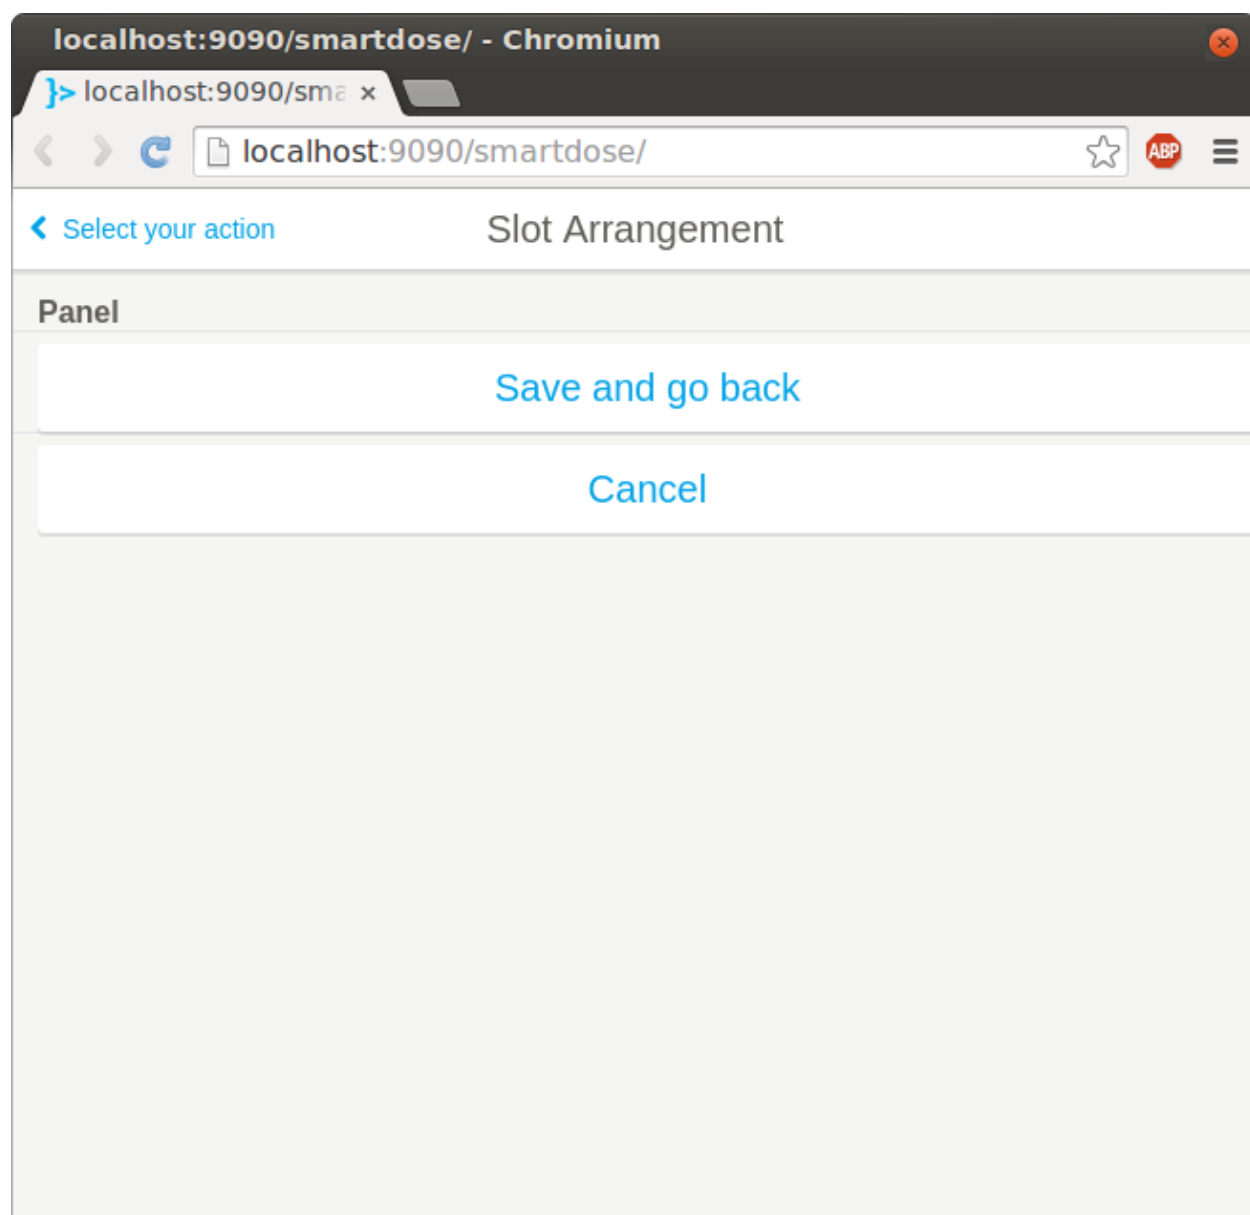 localhost:9090/smartdose/ - Chromium
}> localhost:9090/sma ×
localhost:9090/smartdose/
ABP
Select your action
Slot Arrangement
Panel
Save and go back
Cancel